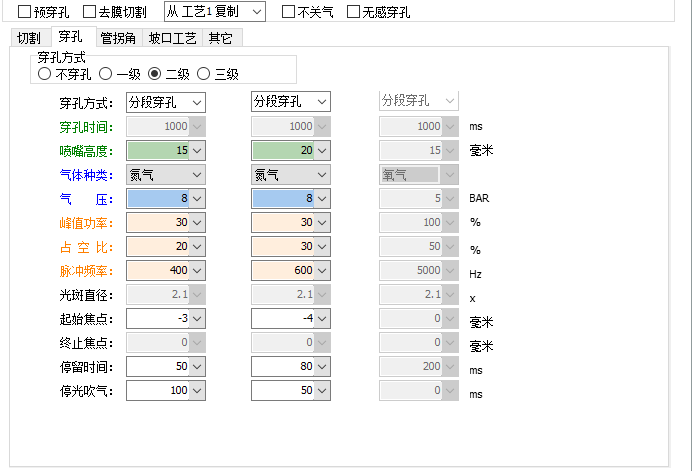 预穿孔 去膜切割 从 工艺1 复制 不关气 无感穿孔
切割 穿孔 管拐角 坡口工艺 其它
穿孔方式
不穿孔 一级 二级 三级
穿孔方式: 分段穿孔 分段穿孔 分段穿孔
穿孔时间: 1000 1000 1000 ms
喷嘴高度: 15 20 15 毫米
气体种类: 氮气 氮气 氧气
气 压: 8 8 5 BAR
峰值功率: 30 30 100 %
占 空 比: 20 30 50 %
脉冲频率: 400 600 5000 Hz
光斑直径: 2.1 2.1 2.1 x
起始焦点: -3 -4 0 毫米
终止焦点: 0 0 0 毫米
停留时间: 50 80 200 ms
停光吹气: 100 50 0 ms